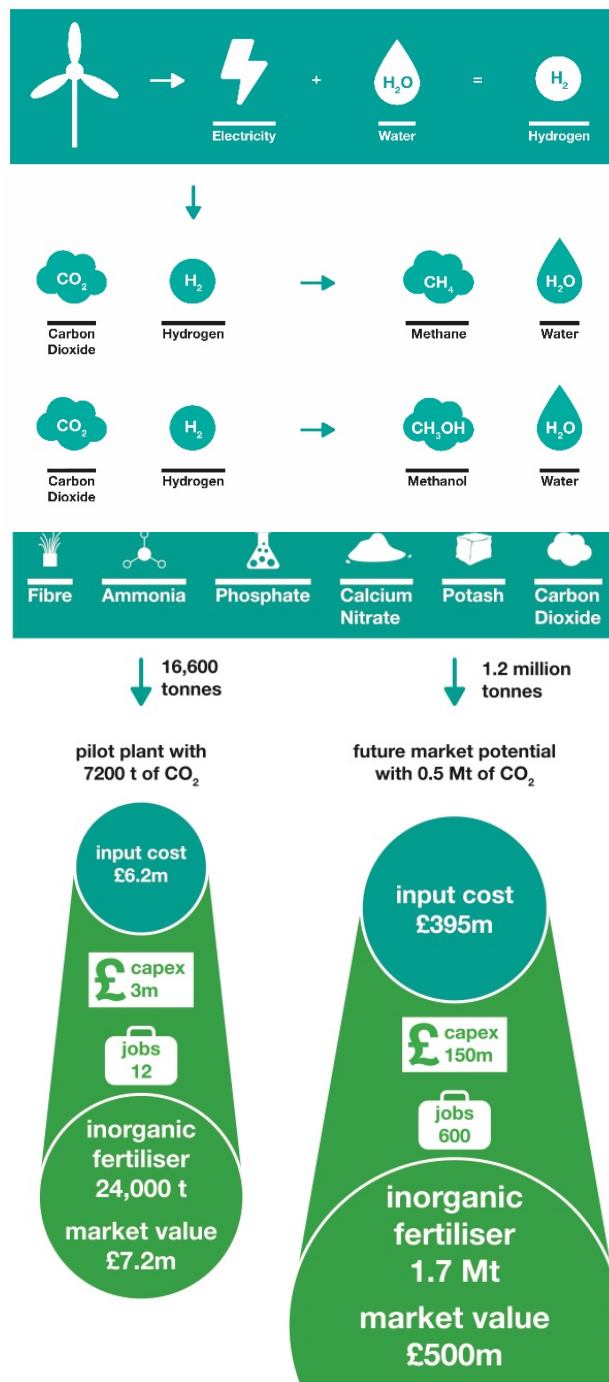 H₂O
H₂
Electricity
+
Water
=
Hydrogen
CO₂
H₂
CH₄
H₂O
Carbon
Dioxide
Hydrogen
Methane
Water
CO₂
H₂
CH₃OH
H₂O
Carbon
Dioxide
Hydrogen
Methanol
Water
Fibre
Ammonia
Phosphate
Calcium
Nitrate
Potash
Carbon
Dioxide
16,600
tonnes
pilot plant with
7200 t of CO₂
input cost
£6.2m
£ capex
3m
jobs
12
inorganic
fertiliser
24,000 t
market value
£7.2m
1.2 million
tonnes
future market potential
with 0.5 Mt of CO₂
input cost
£395m
£ capex
150m
jobs
600
inorganic
fertiliser
1.7 Mt
market value
£500m